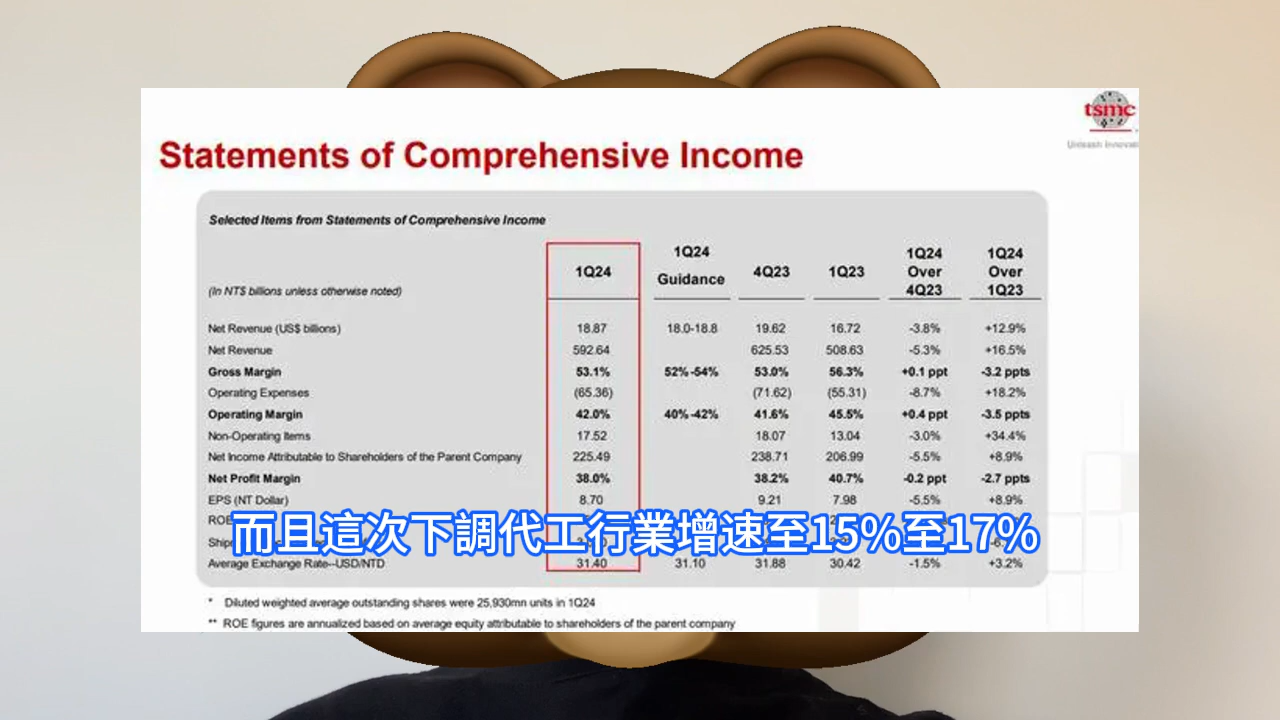 tsmc
Statements of Comprehensive Income
Selected Items from Statements of Comprehensive Income
(In NT$ billions unless otherwise noted) 1Q24 1Q24 Guidance 4Q23 1Q23 1Q24 Over 4Q23 1Q24 Over 1Q23
Net Revenue (US$ billions) 18.87 18.0-18.8 19.62 16.72 -3.8% +12.9%
Net Revenue 592.64 625.53 508.63 -5.3% +16.5%
Gross Margin 53.1% 52%-54% 53.0% 56.3% +0.1 ppt -3.2 ppts
Operating Expenses (65.36) (71.62) (55.31) -8.7% +18.2%
Operating Margin 42.0% 40%-42% 41.6% 45.5% +0.4 ppt -3.5 ppts
Non-Operating Items 17.52 18.07 13.04 -3.0% +34.4%
Net Income Attributable to Shareholders of the Parent Company 225.49 238.71 206.99 -5.5% +8.9%
Net Profit Margin 38.0% 38.2% 40.7% -0.2 ppt -2.7 ppts
EPS (NT Dollar) 8.70 9.21 7.98 -5.5% +8.9%
而且這次下調代工行業增速至15%至17%
Average Exchange Rate--USD/NTD 31.40 31.10 31.88 30.42 -1.5% +3.2%
* Diluted weighted average outstanding shares were 25,930mn units in 1Q24
** ROE figures are annualized based on average equity attributable to shareholders of the parent company